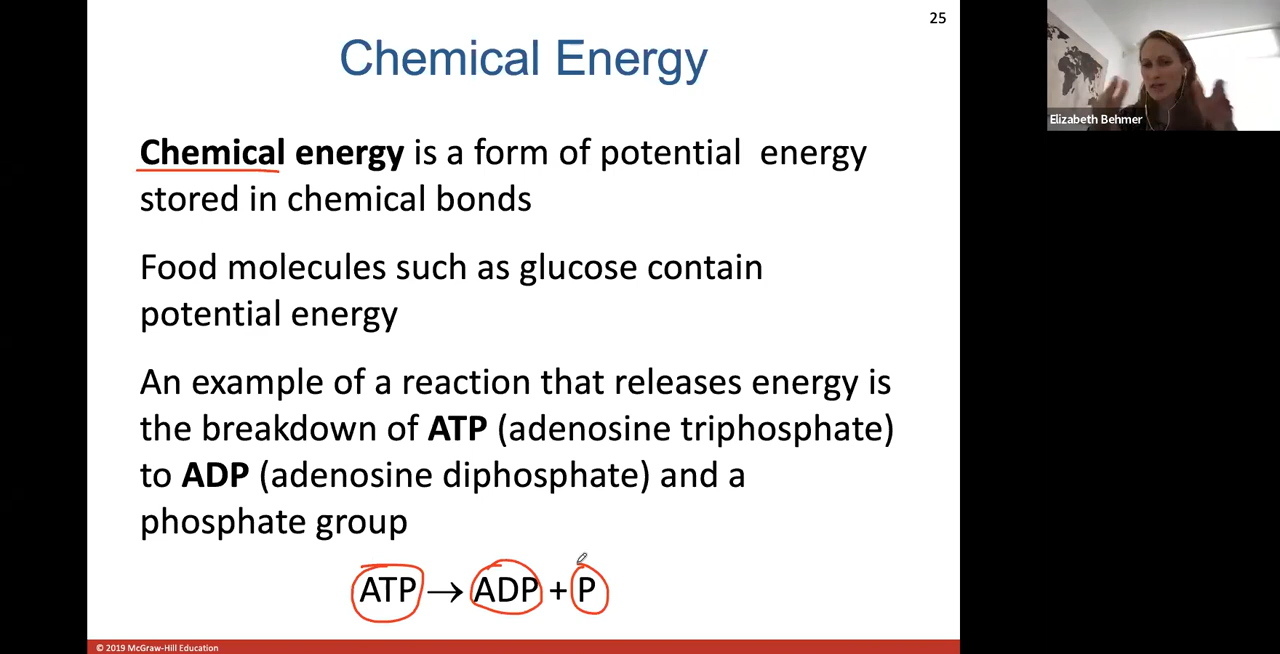 25
Chemical Energy
Elizabeth Behmer
Chemical energy is a form of potential energy
stored in chemical bonds
Food molecules such as glucose contain
potential energy
An example of a reaction that releases energy is
the breakdown of ATP (adenosine triphosphate)
to ADP (adenosine diphosphate) and a
phosphate group
ATP → ADP + P
© 2019 McGraw-Hill Education